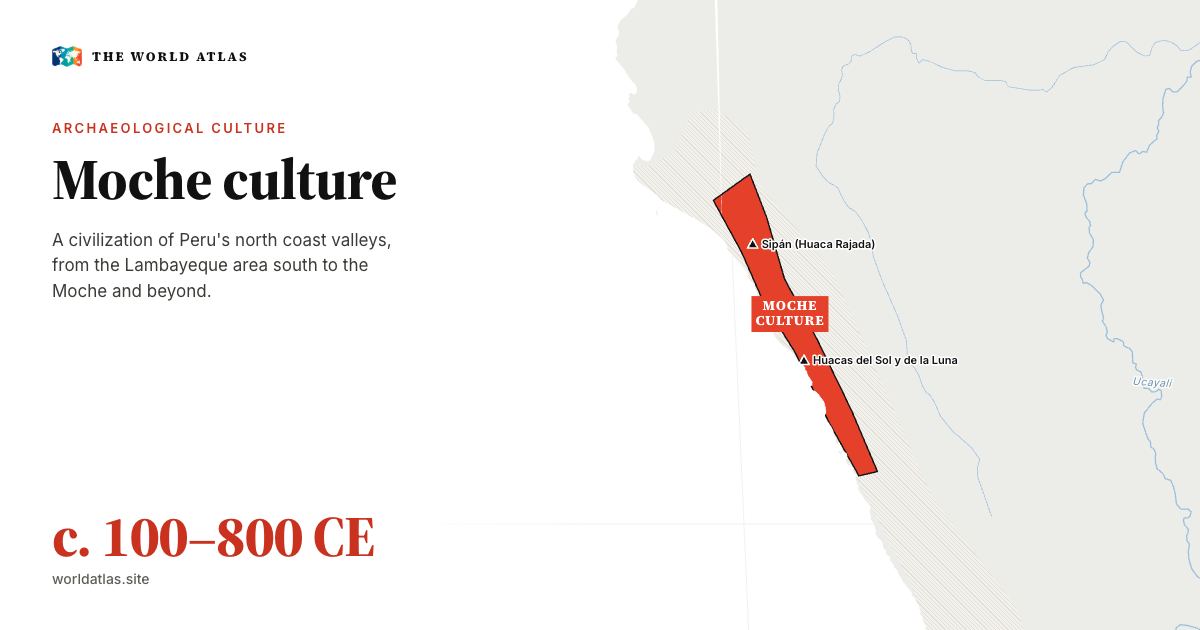 THE WORLD ATLAS
ARCHAEOLOGICAL CULTURE
Moche culture
A civilization of Peru's north coast valleys,
from the Lambayeque area south to the
Moche and beyond.
c. 100–800 CE
worldatlas.site
Sipán (Huaca Rajada)
MOCHE
CULTURE
Huacas del Sol y de la Luna
Ucayali